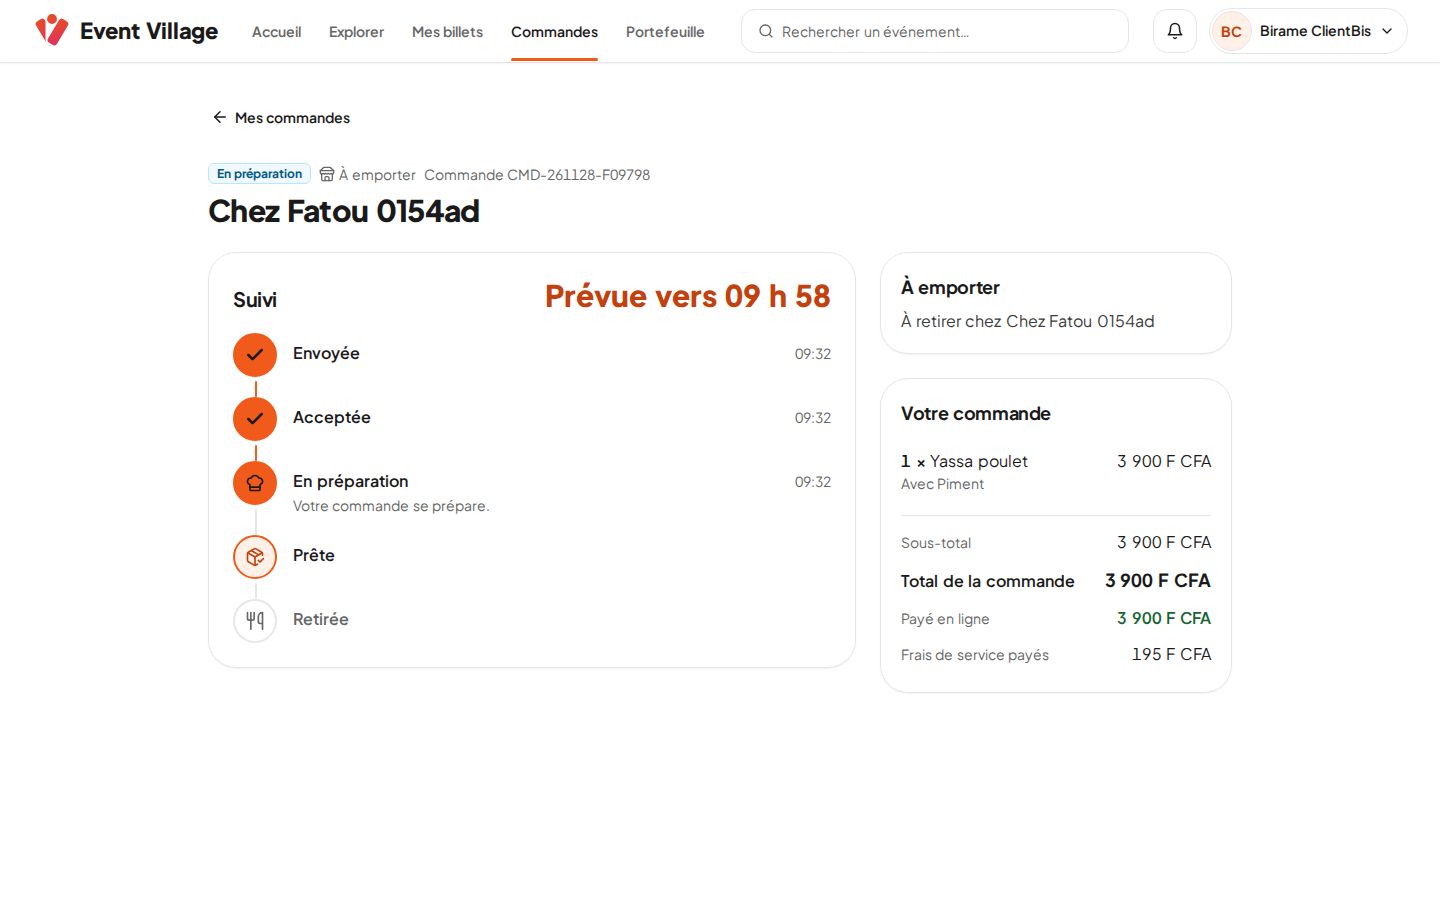 Event Village
Accueil
Explorer
Mes billets
Commandes
Portefeuille
Rechercher un événement…
BC
Birame ClientBis
Mes commandes
En préparation
À emporter
Commande CMD-261128-F09798
Chez Fatou 0154ad
Suivi
Prévue vers 09 h 58
Envoyée
09:32
Acceptée
09:32
En préparation
09:32
Votre commande se prépare.
Prête
Retirée
À emporter
À retirer chez Chez Fatou 0154ad
Votre commande
1 × Yassa poulet
3 900 F CFA
Avec Piment
Sous-total
3 900 F CFA
Total de la commande
3 900 F CFA
Payé en ligne
3 900 F CFA
Frais de service payés
195 F CFA